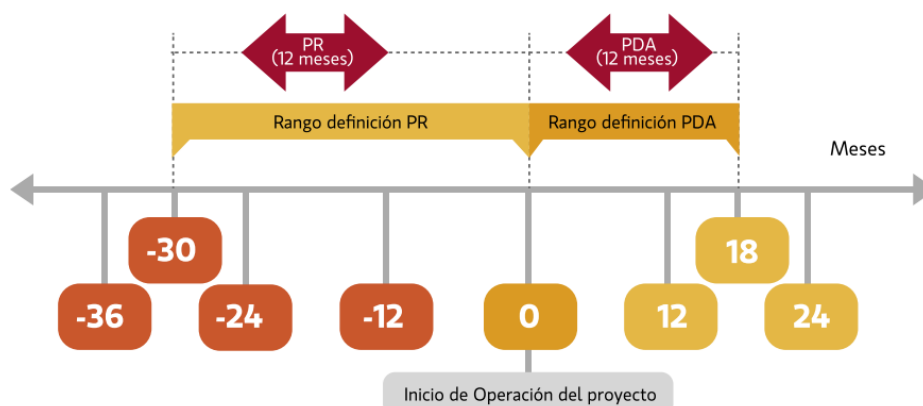 PR
(12 meses)
PDA
(12 meses)
Rango definición PR
Rango definición PDA
Meses
-30
18
-36
-24
-12
0
12
24
Inicio de Operación del proyecto